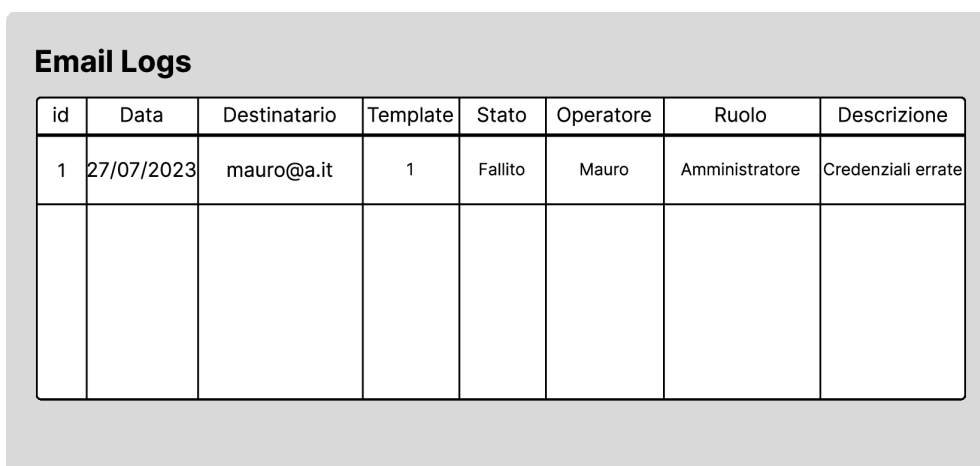 Email Logs
id Data Destinatario Template Stato Operatore Ruolo Descrizione
1 27/07/2023 mauro@a.it 1 Fallito Mauro Amministratore Credenziali errate